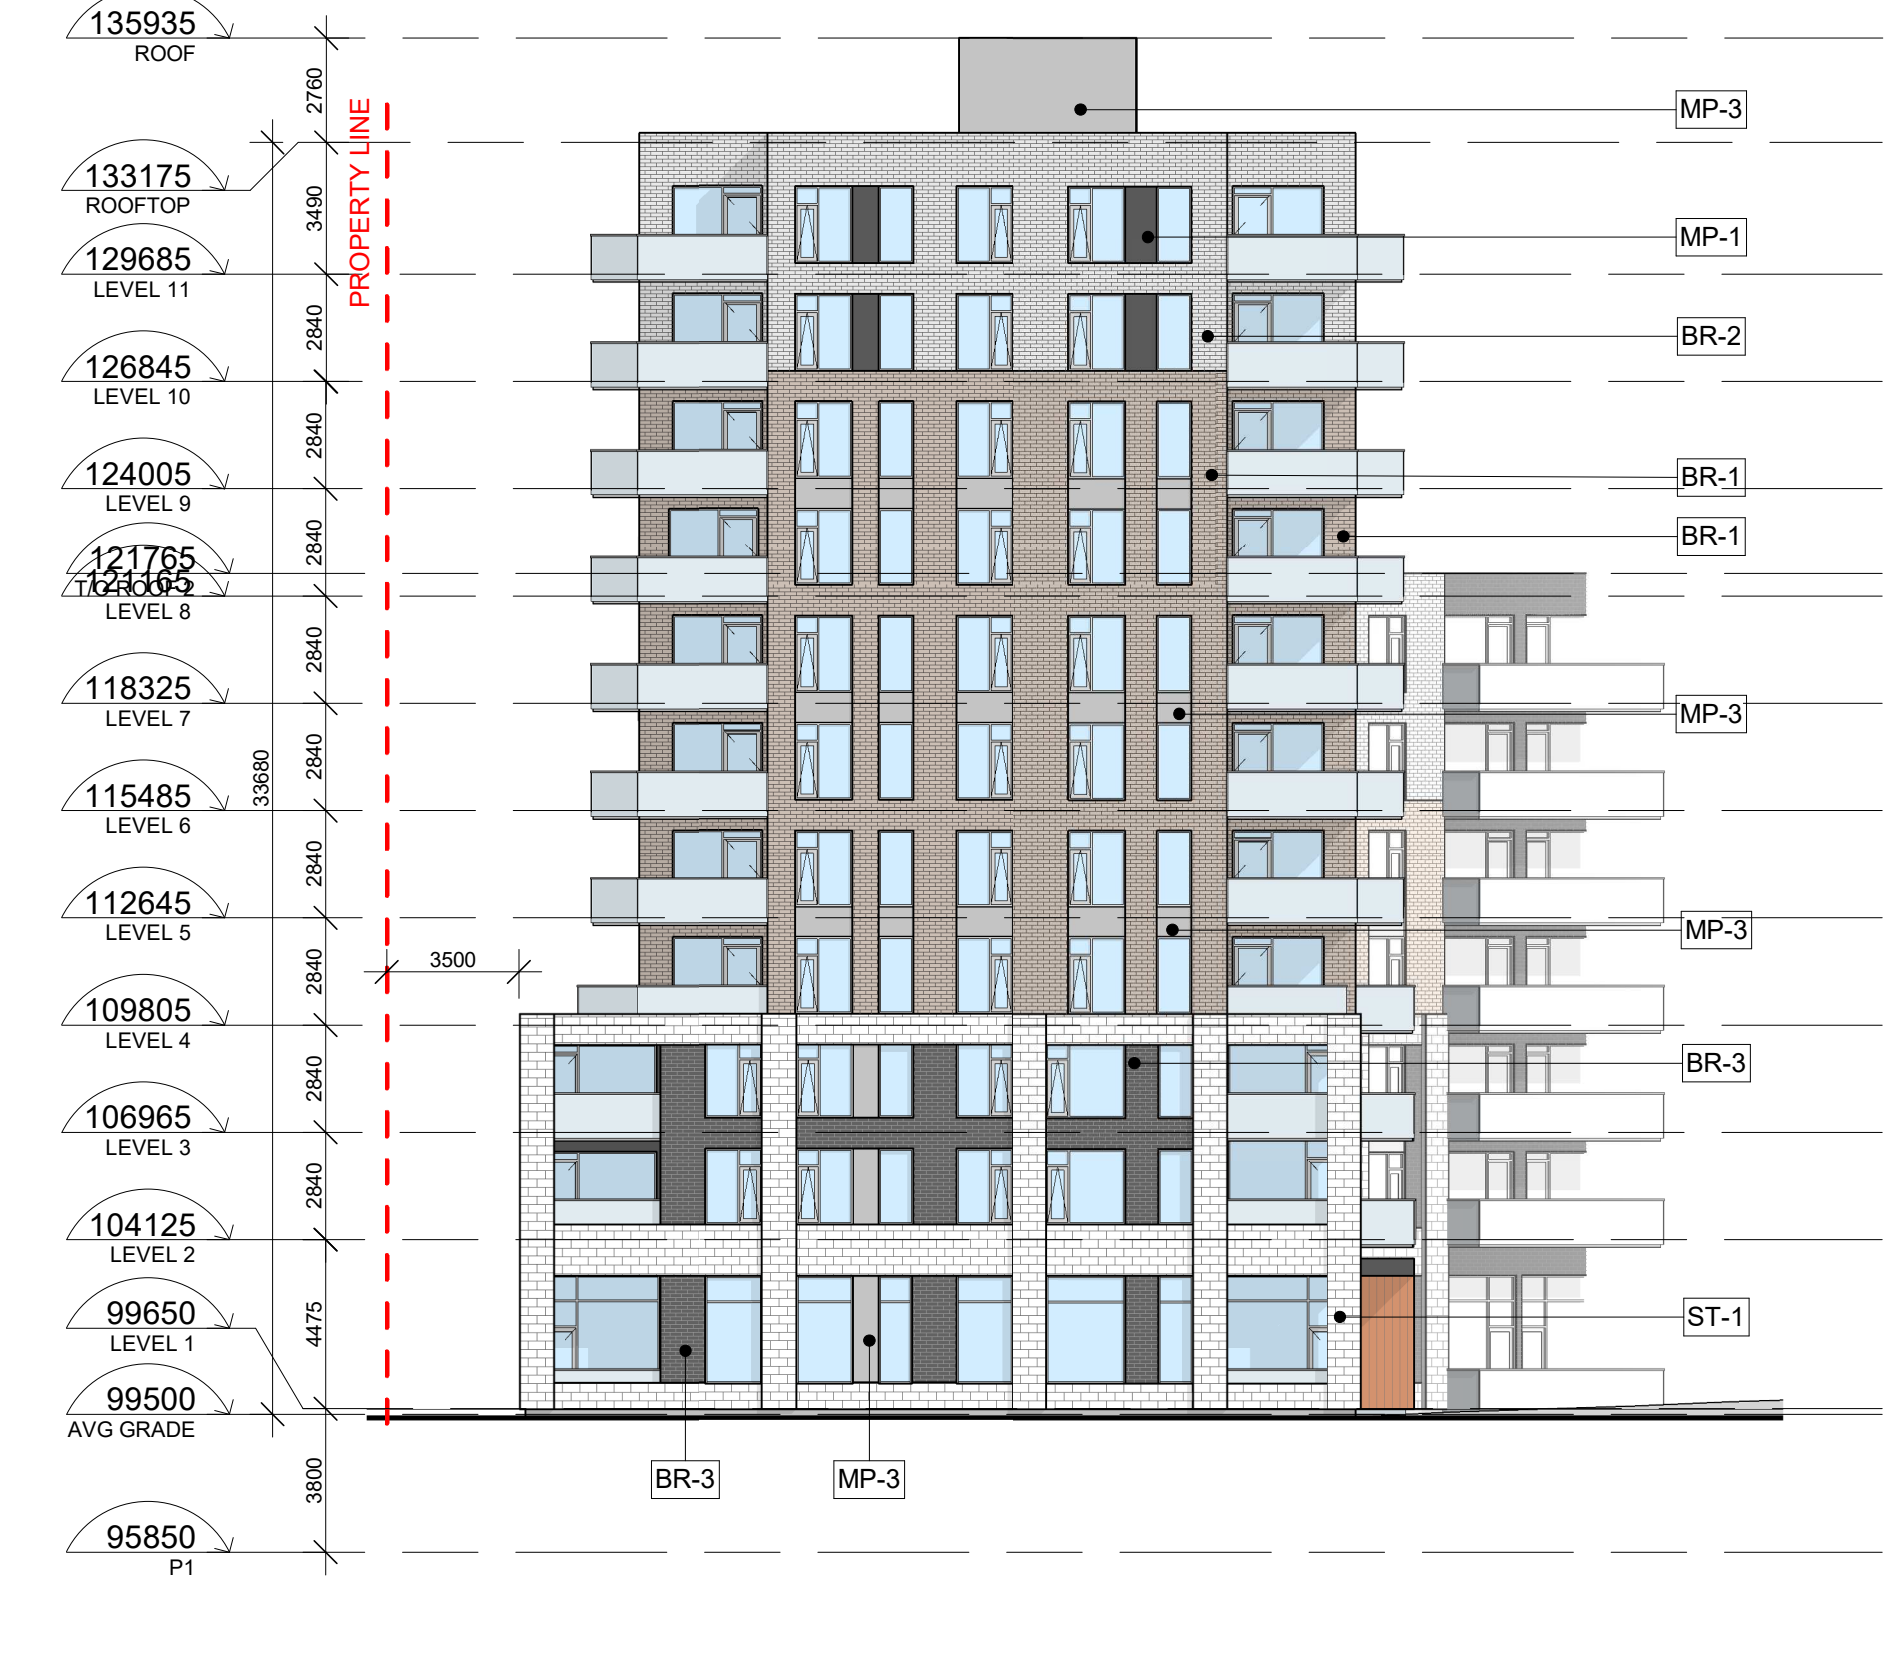 135935
ROOF
2760
MP-3
PROPERTY LINE
133175
ROOFTOP
3490
MP-1
129685
LEVEL 11
2840
BR-2
126845
LEVEL 10
2840
BR-1
124005
LEVEL 9
2840
BR-1
121765
T/O ROOF 2
121165
LEVEL 8
2840
118325
LEVEL 7
MP-3
2840
33680
115485
LEVEL 6
2840
112645
LEVEL 5
MP-3
3500
2840
109805
LEVEL 4
2840
BR-3
106965
LEVEL 3
2840
104125
LEVEL 2
99650
LEVEL 1
4475
ST-1
99500
AVG GRADE
3800
BR-3
MP-3
95850
P1